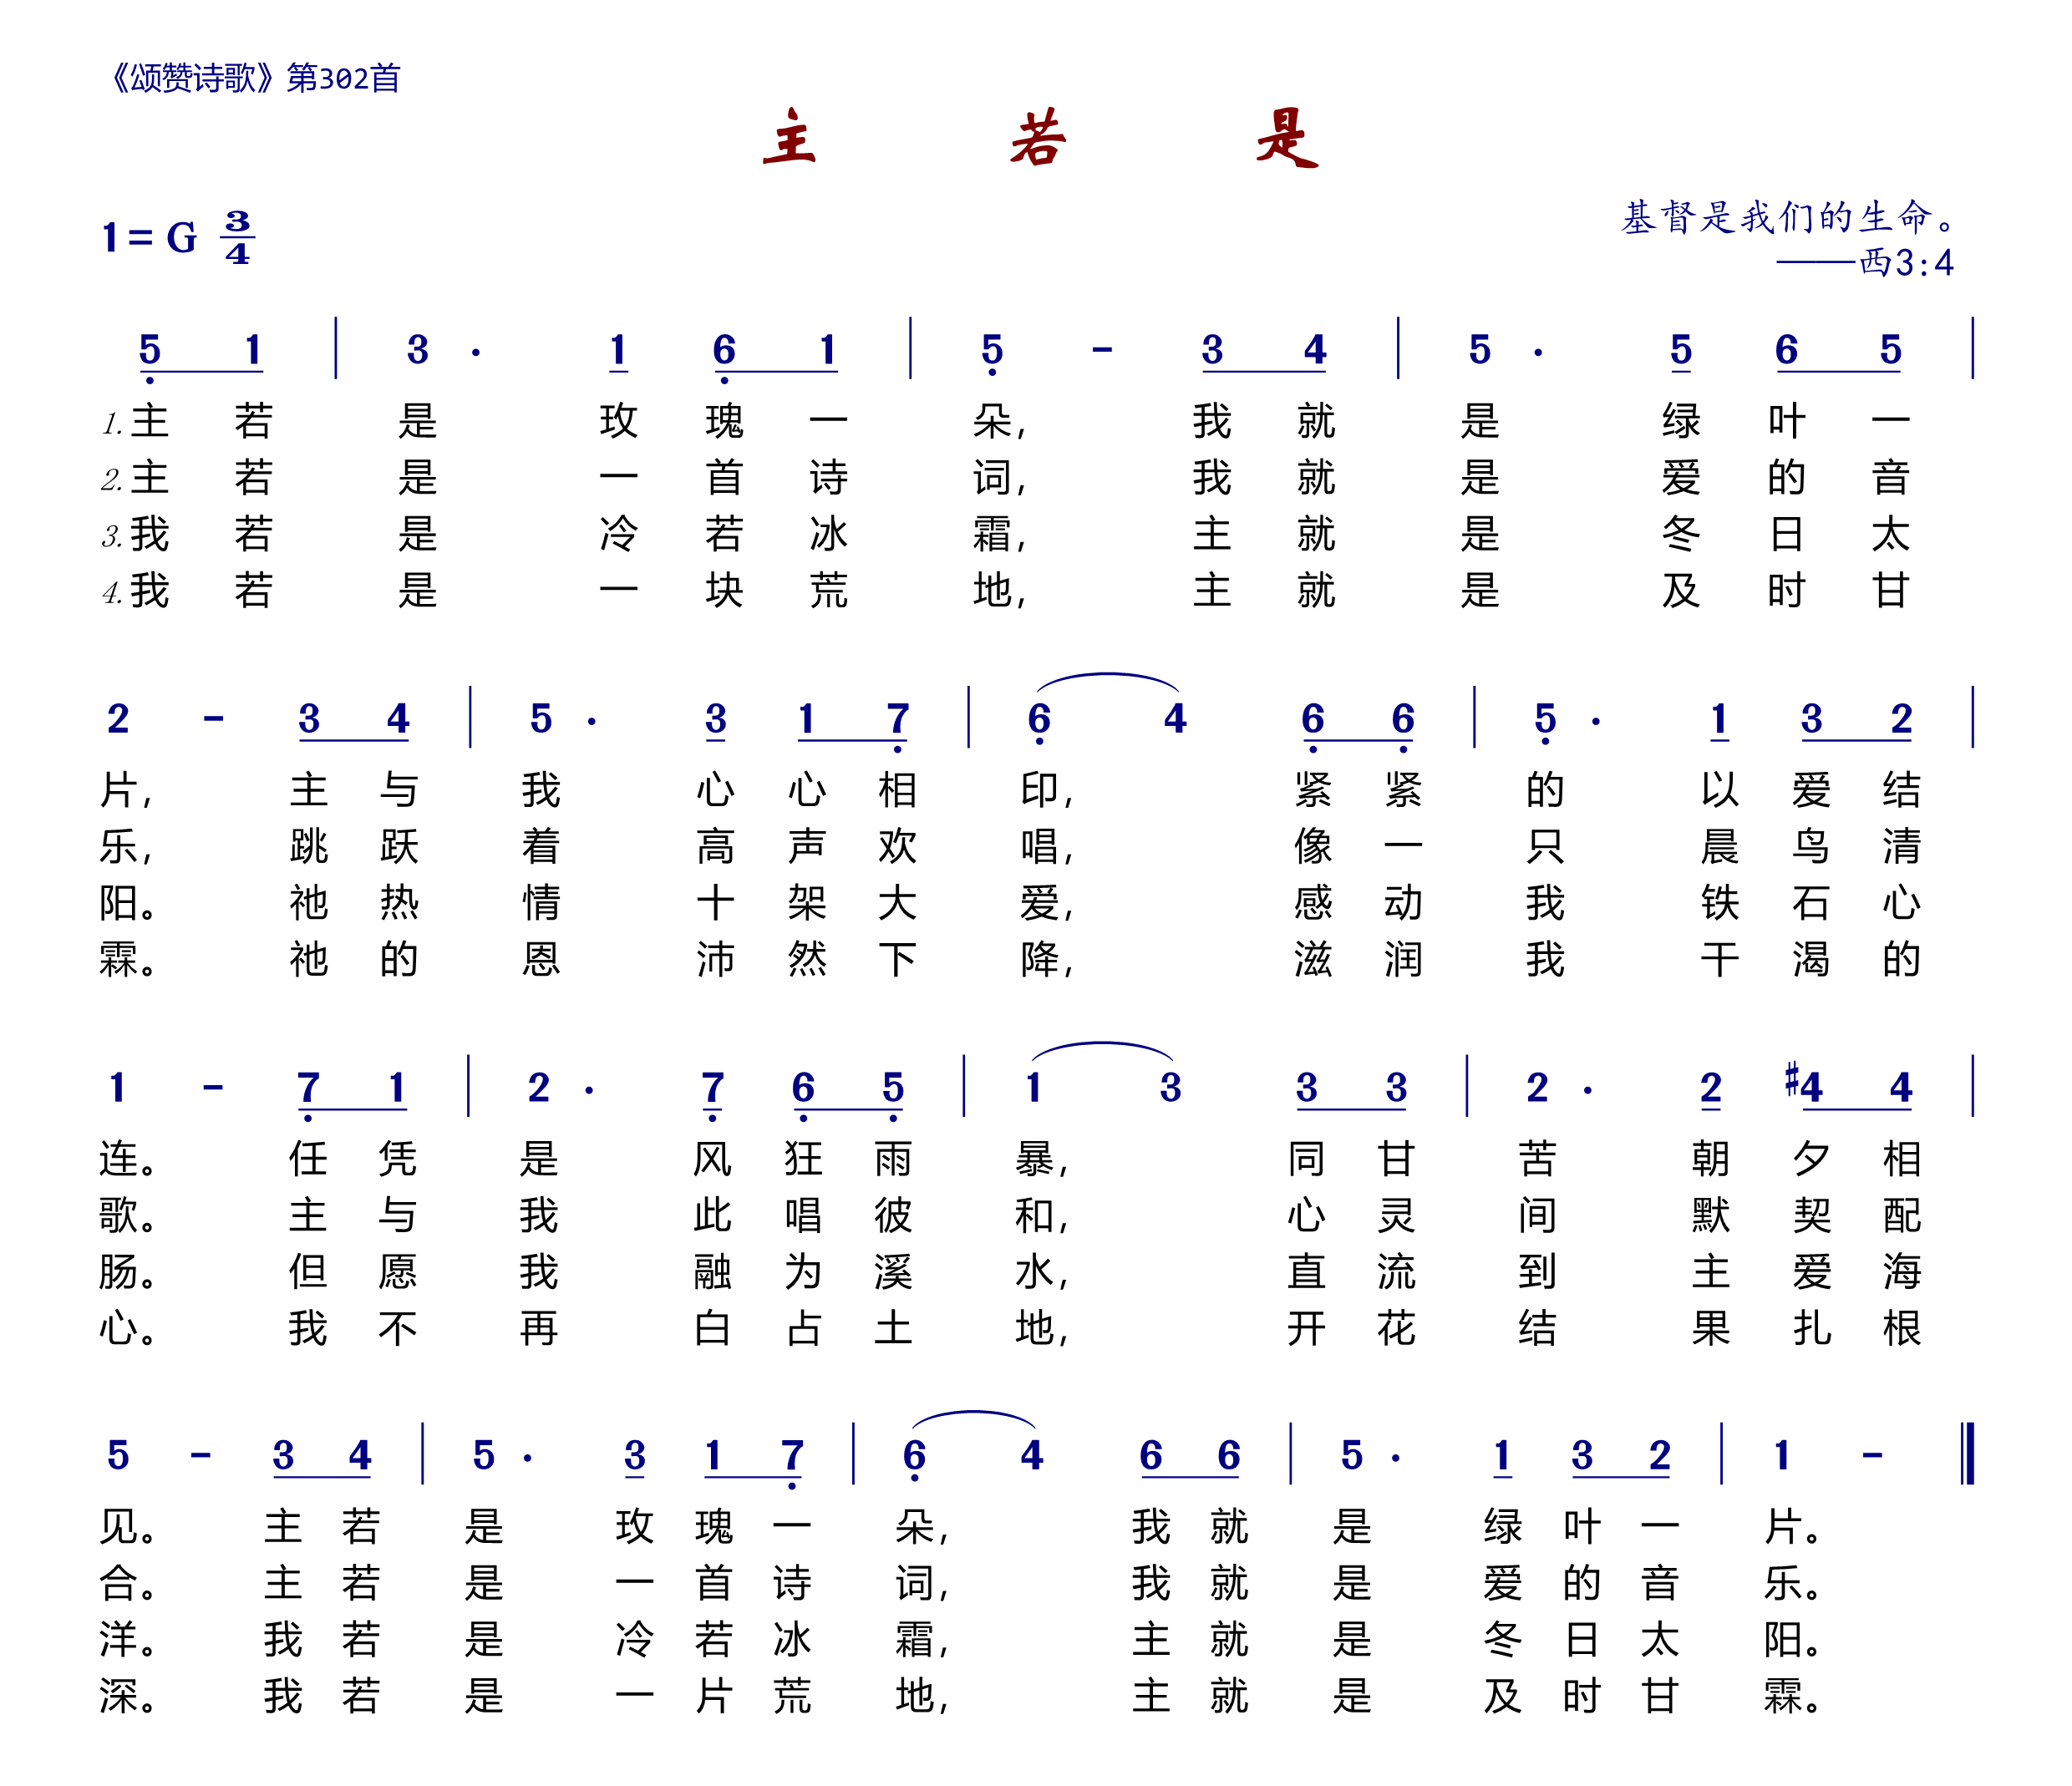 《颂赞诗歌》第302首
主 若 是
1=G 3/4
基督是我们的生命。
——西3:4
5̣ 1 | 3 · 1 6̣ 1 | 5̣ - 3 4 | 5 · 5 6 5 |
1.主 若 是 玫 瑰 一 朵, 我 就 是 绿 叶 一
2.主 若 是 一 首 诗 词, 我 就 是 爱 的 音
3.我 若 是 冷 若 冰 霜, 主 就 是 冬 日 太
4.我 若 是 一 块 荒 地, 主 就 是 及 时 甘
2 - 3 4 | 5 · 3 1 7̣ | 6̣ 4 6̣ 6̣ | 5̣ · 1 3 2 |
片, 主 与 我 心 心 相 印, 紧 紧 的 以 爱 结
乐, 跳 跃 着 高 声 欢 唱, 像 一 只 晨 鸟 清
阳。 祂 热 情 十 架 大 爱, 感 动 我 铁 石 心
霖。 祂 的 恩 沛 然 下 降, 滋 润 我 干 渴 的
1 - 7̣ 1 | 2 · 7̣ 6̣ 5̣ | 1 3 3 3 | 2 · 2 #4 4 |
连。 任 凭 是 风 狂 雨 暴, 同 甘 苦 朝 夕 相
歌。 主 与 我 此 唱 彼 和, 心 灵 间 默 契 配
肠。 但 愿 我 融 为 溪 水, 直 流 到 主 爱 海
心。 我 不 再 白 占 土 地, 开 花 结 果 扎 根
5 - 3 4 | 5 · 3 1 7̣ | 6̣ 4 6 6 | 5 · 1 3 2 | 1 - ‖
见。 主 若 是 玫 瑰 一 朵, 我 就 是 绿 叶 一 片。
合。 主 若 是 一 首 诗 词, 我 就 是 爱 的 音 乐。
洋。 我 若 是 冷 若 冰 霜, 主 就 是 冬 日 太 阳。
深。 我 若 是 一 片 荒 地, 主 就 是 及 时 甘 霖。